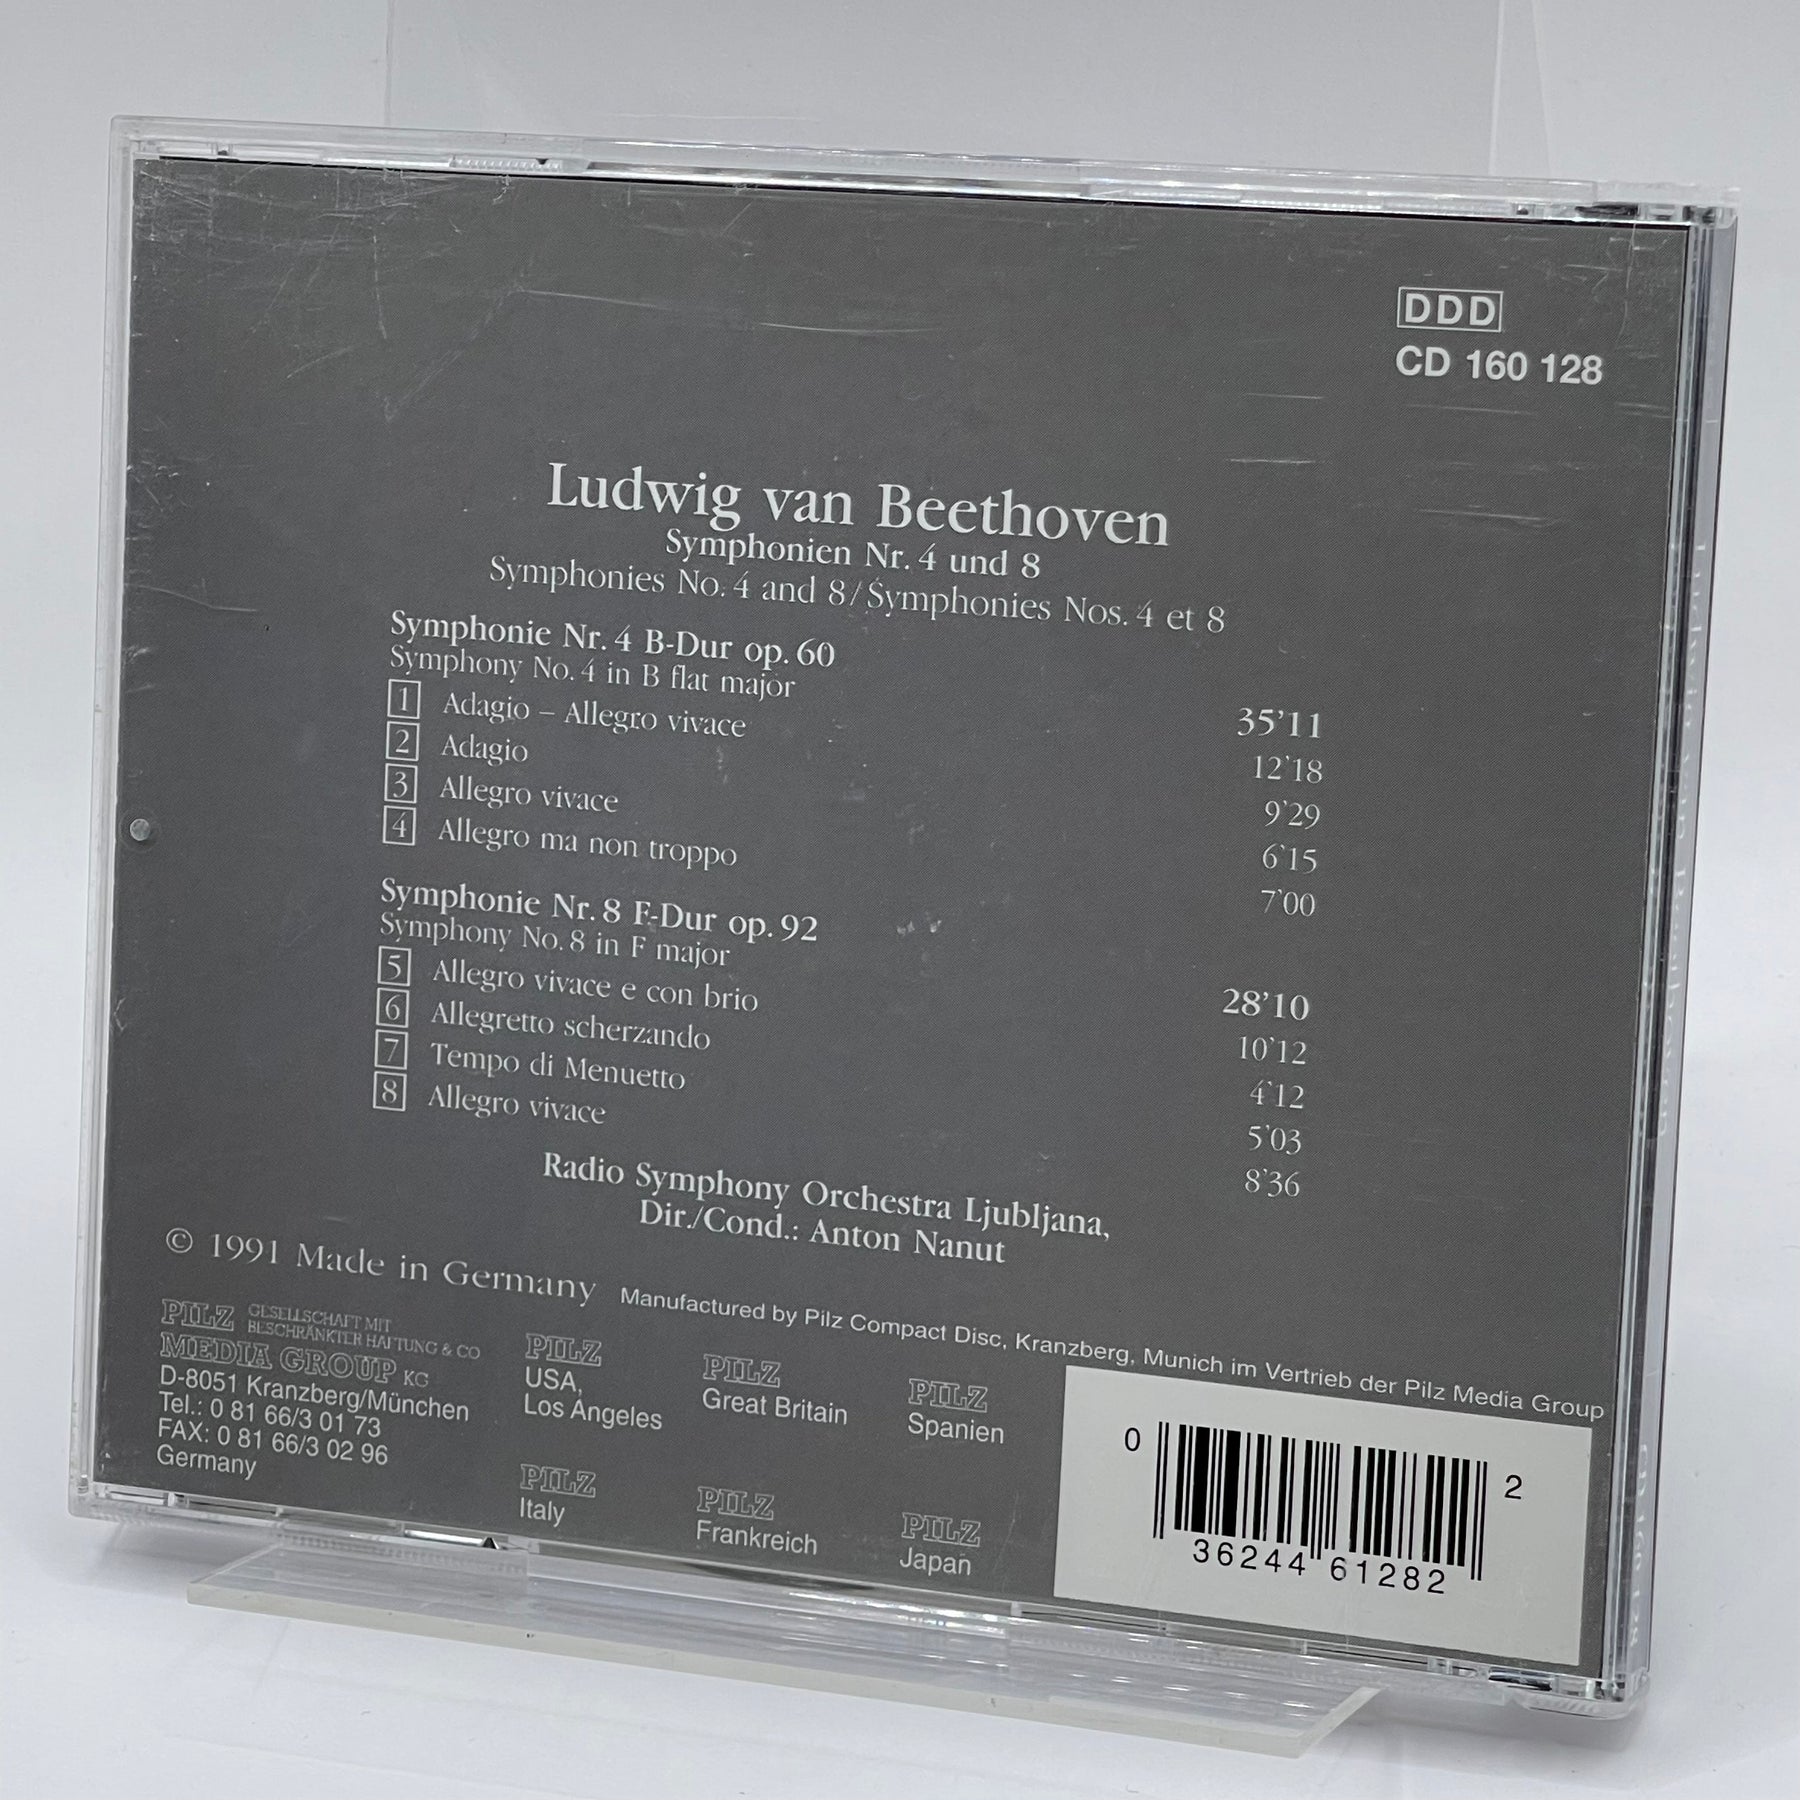 DDD
CD 160 128
Ludwig van Beethoven
Symphonien Nr. 4 und 8
Symphonies No. 4 and 8/Symphonies Nos. 4 et 8
Symphonie Nr. 4 B-Dur op. 60 35'11
Symphony No. 4 in B flat major
1 Adagio – Allegro vivace 12'18
2 Adagio 9'29
3 Allegro vivace 6'15
4 Allegro ma non troppo 7'00
Symphonie Nr. 8 F-Dur op. 92 28'10
Symphony No. 8 in F major
5 Allegro vivace e con brio 10'12
6 Allegretto scherzando 4'12
7 Tempo di Menuetto 5'03
8 Allegro vivace 8'36
Radio Symphony Orchestra Ljubljana,
Dir./Cond.: Anton Nanut
© 1991 Made in Germany Manufactured by Pilz Compact Disc, Kranzberg, Munich im Vertrieb der Pilz Media Group
PILZ GESELLSCHAFT MIT
BESCHRÄNKTER HAFTUNG & CO
MEDIA GROUP KG
D-8051 Kranzberg/München
Tel.: 0 81 66/3 01 73
FAX: 0 81 66/3 02 96
Germany
PILZ
USA,
Los Angeles
PILZ
Great Britain
PILZ
Spanien
PILZ
Italy
PILZ
Frankreich
PILZ
Japan
0 36244 61282 2